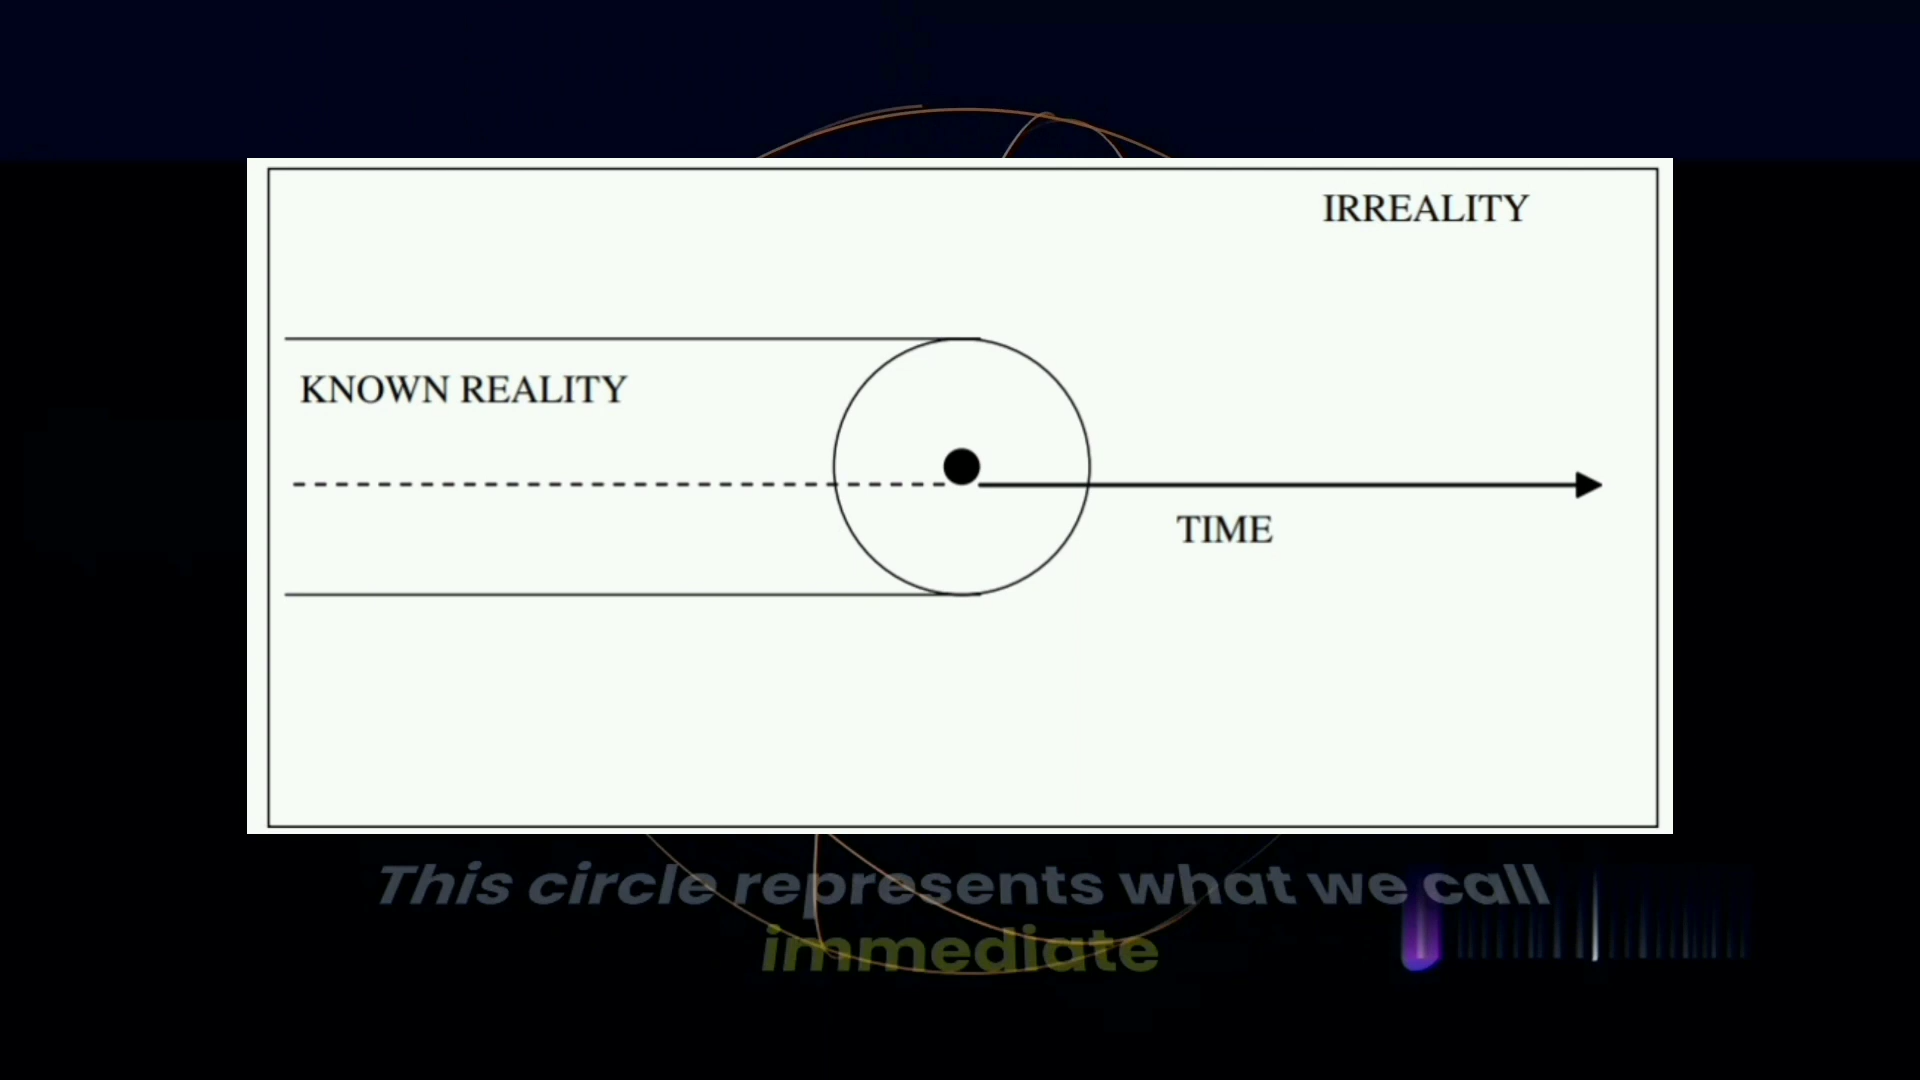 IRREALITY
KNOWN REALITY
TIME
This circle represents what we call
immediate